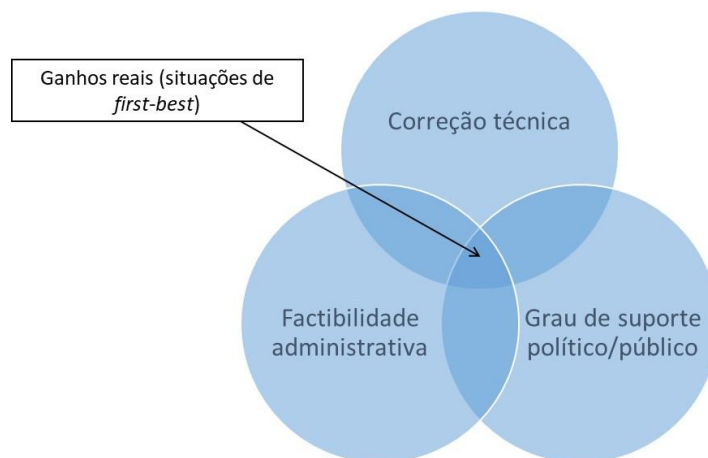 Ganhos reais (situações de
first-best)
Correção técnica
Factibilidade
administrativa
Grau de suporte
político/público